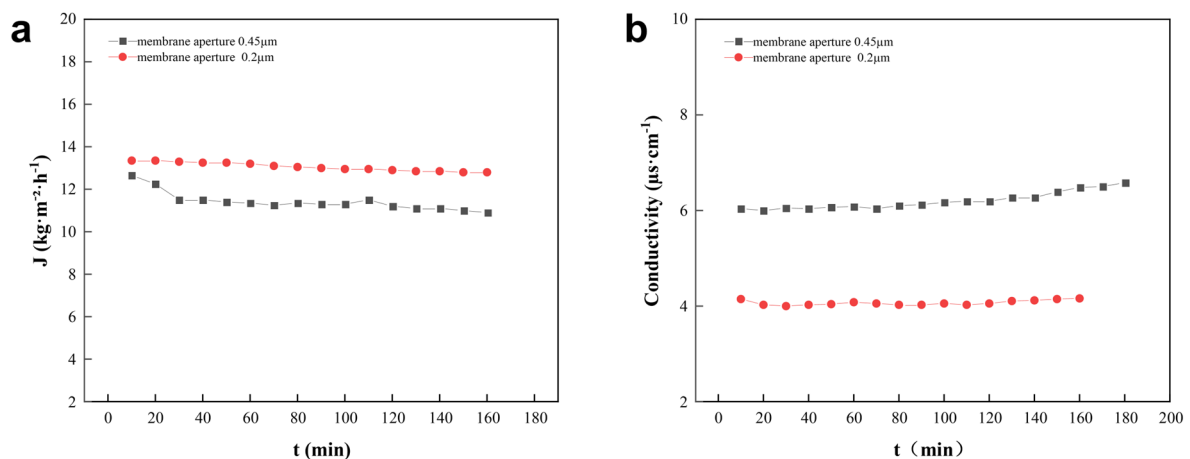 a
20
18
16
14
12
10
8
6
4
2
J (kg·m⁻²·h⁻¹)
membrane aperture 0.45μm
membrane aperture 0.2μm
0 20 40 60 80 100 120 140 160 180
t (min)
b
10
8
6
4
2
Conductivity (μs·cm⁻¹)
membrane aperture 0.45μm
membrane aperture 0.2μm
0 20 40 60 80 100 120 140 160 180 200
t（min）